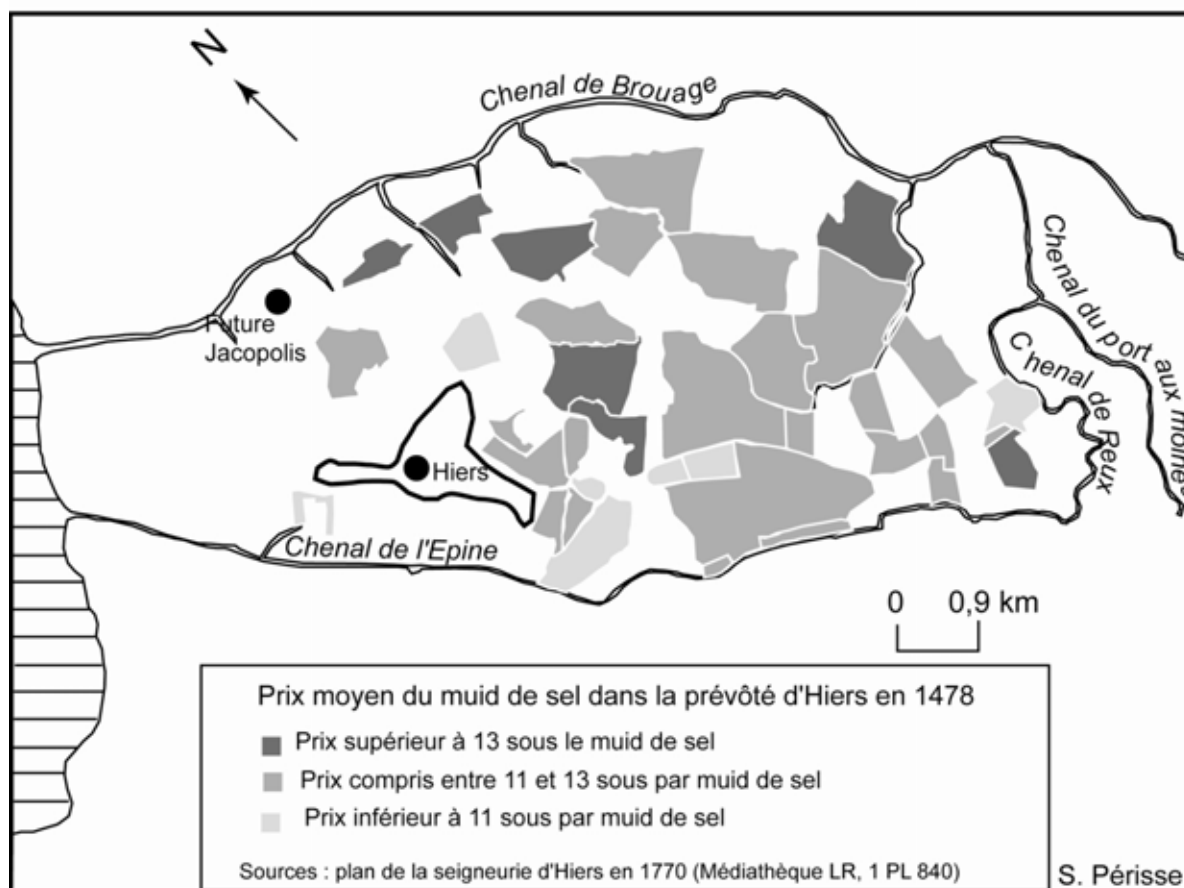 N
Chenal de Brouage
Chenal du port aux moines
Chenal de Reux
Future
Jacopolis
Hiers
Chenal de l'Epine
0 0,9 km
Prix moyen du muid de sel dans la prévôté d'Hiers en 1478
Prix supérieur à 13 sous le muid de sel
Prix compris entre 11 et 13 sous par muid de sel
Prix inférieur à 11 sous par muid de sel
Sources : plan de la seigneurie d'Hiers en 1770 (Médiathèque LR, 1 PL 840)
S. Périsse